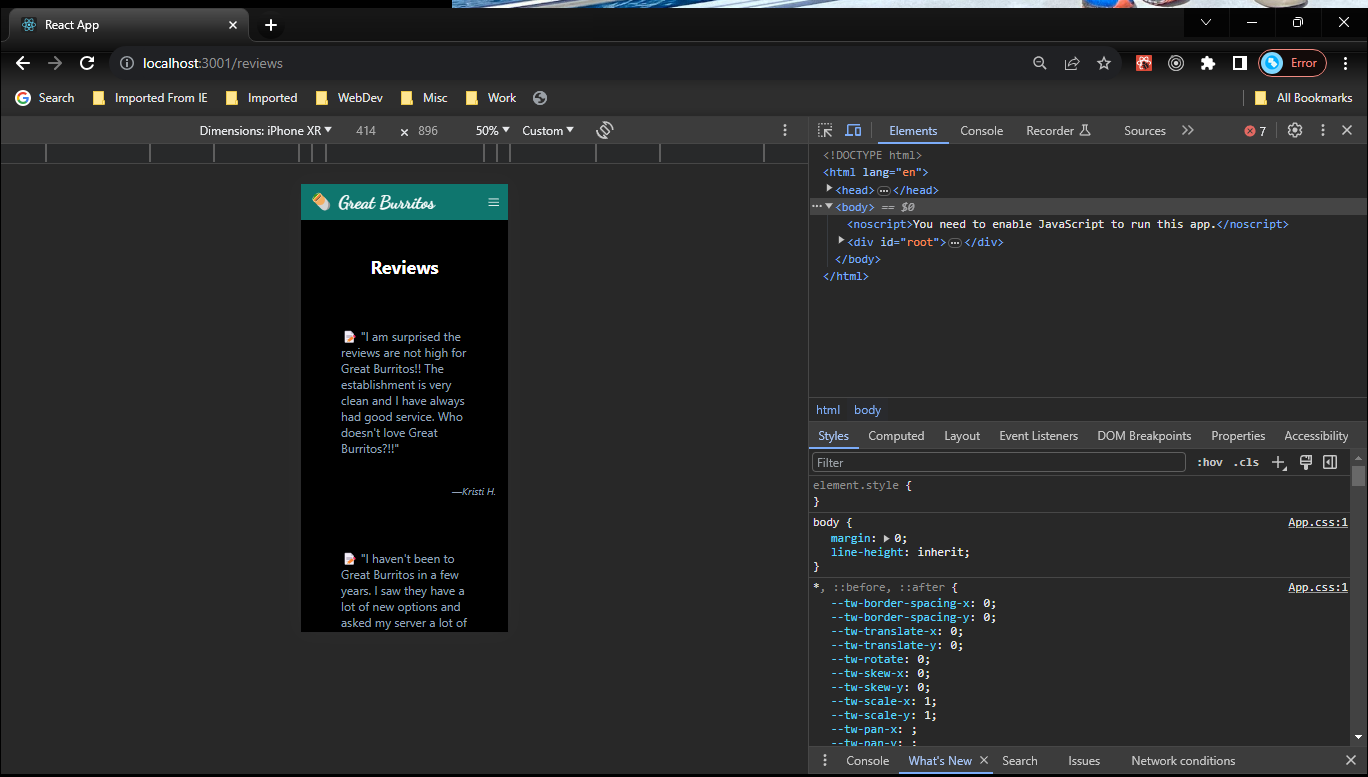 React App
localhost:3001/reviews
Error
Search
Imported From IE
Imported
WebDev
Misc
Work
All Bookmarks
Dimensions: iPhone XR
414
×
896
50%
Custom
Great Burritos
Reviews
"I am surprised the
reviews are not high for
Great Burritos!! The
establishment is very
clean and I have always
had good service. Who
doesn't love Great
Burritos?!!"
—Kristi H.
"I haven't been to
Great Burritos in a few
years. I saw they have a
lot of new options and
asked my server a lot of
Elements
Console
Recorder
Sources
7
<!DOCTYPE html>
<html lang="en">
<head> … </head>
… <body> == $0
<noscript>You need to enable JavaScript to run this app.</noscript>
<div id="root"> … </div>
</body>
</html>
html
body
Styles
Computed
Layout
Event Listeners
DOM Breakpoints
Properties
Accessibility
Filter
:hov
.cls
element.style {
}
body {
App.css:1
margin: 0;
line-height: inherit;
}
*, ::before, ::after {
App.css:1
--tw-border-spacing-x: 0;
--tw-border-spacing-y: 0;
--tw-translate-x: 0;
--tw-translate-y: 0;
--tw-rotate: 0;
--tw-skew-x: 0;
--tw-skew-y: 0;
--tw-scale-x: 1;
--tw-scale-y: 1;
--tw-pan-x: ;
--tw-pan-y: ;
Console
What's New
Search
Issues
Network conditions